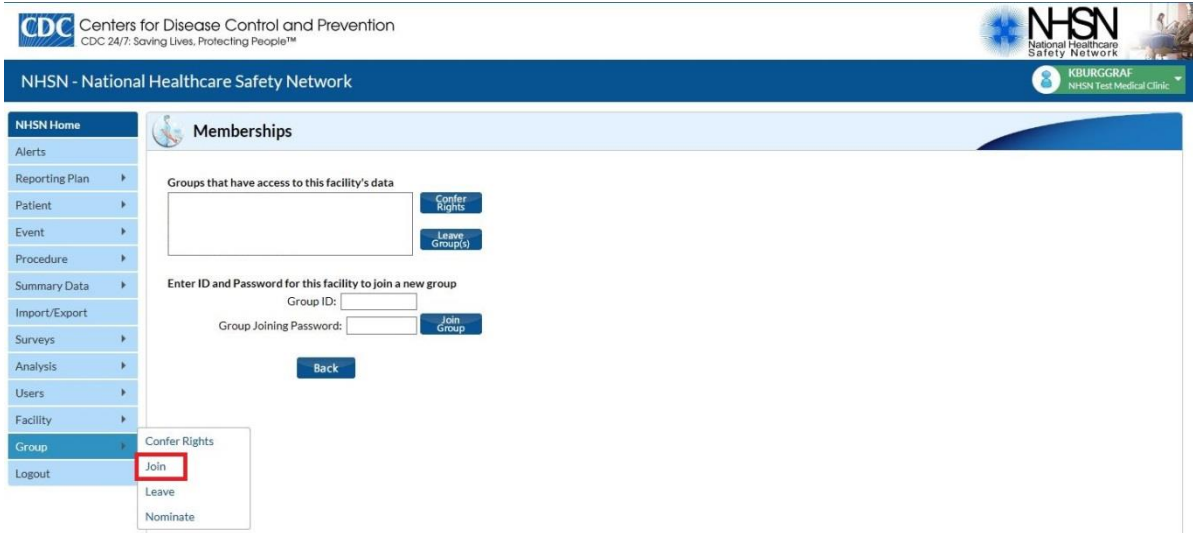 CDC Centers for Disease Control and Prevention
CDC 24/7: Saving Lives, Protecting People™
NHSN
National Healthcare
Safety Network
NHSN - National Healthcare Safety Network
KBURGGRAF
NHSN Test Medical Clinic
NHSN Home
Alerts
Reporting Plan
Patient
Event
Procedure
Summary Data
Import/Export
Surveys
Analysis
Users
Facility
Group
Logout
Memberships
Groups that have access to this facility's data
Confer
Rights
Leave
Group(s)
Enter ID and Password for this facility to join a new group
Group ID:
Group Joining Password:
Join
Group
Back
Confer Rights
Join
Leave
Nominate